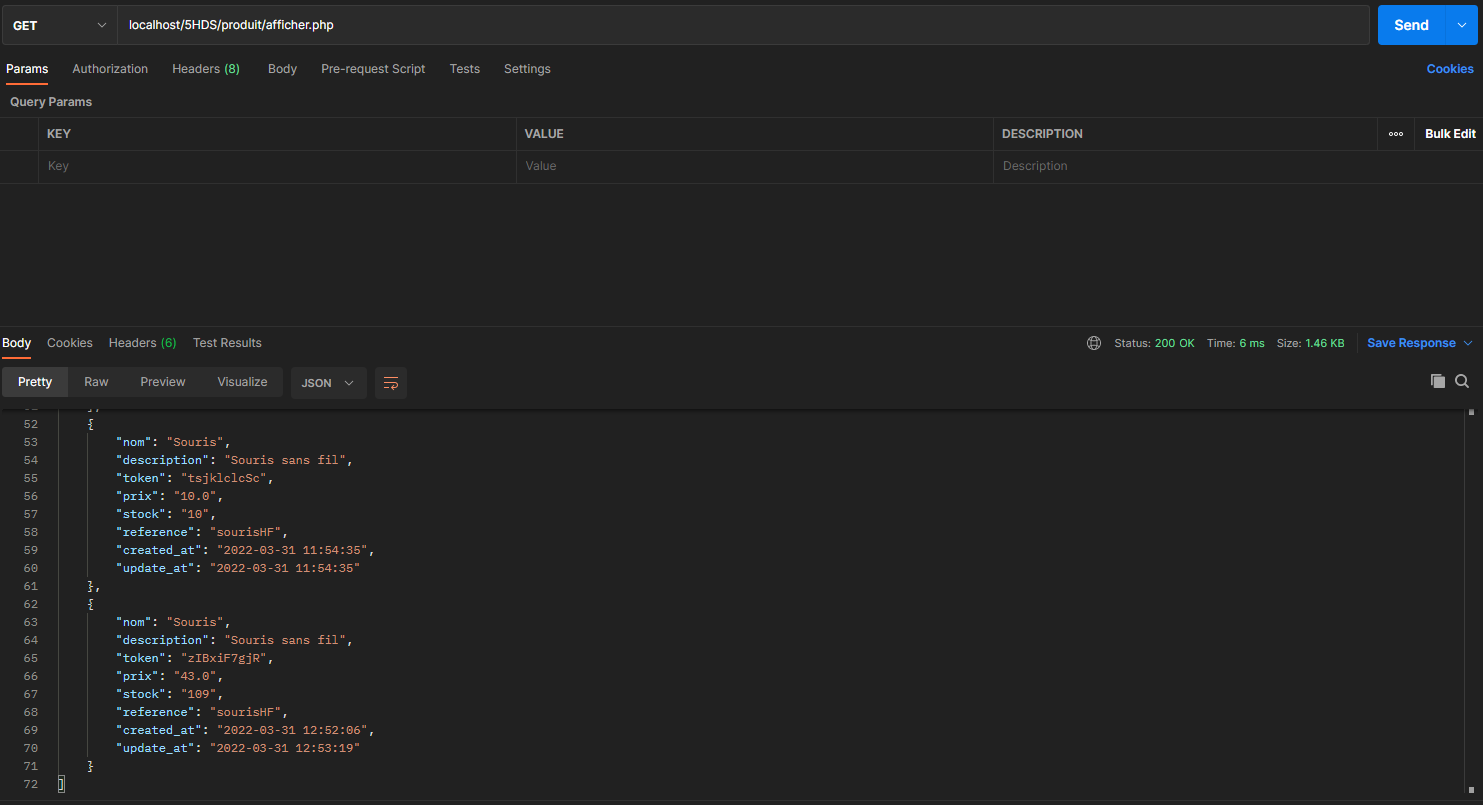 GET localhost/5HDS/produit/afficher.php Send
Params Authorization Headers (8) Body Pre-request Script Tests Settings Cookies
Query Params
KEY VALUE DESCRIPTION ooo Bulk Edit
Key Value Description
Body Cookies Headers (6) Test Results Status: 200 OK Time: 6 ms Size: 1.46 KB Save Response
Pretty Raw Preview Visualize JSON
52 {
53 "nom": "Souris",
54 "description": "Souris sans fil",
55 "token": "tsjklclcSc",
56 "prix": "10.0",
57 "stock": "10",
58 "reference": "sourisHF",
59 "created_at": "2022-03-31 11:54:35",
60 "update_at": "2022-03-31 11:54:35"
61 },
62 {
63 "nom": "Souris",
64 "description": "Souris sans fil",
65 "token": "zIBxiF7gjR",
66 "prix": "43.0",
67 "stock": "109",
68 "reference": "sourisHF",
69 "created_at": "2022-03-31 12:52:06",
70 "update_at": "2022-03-31 12:53:19"
71 }
72 ]